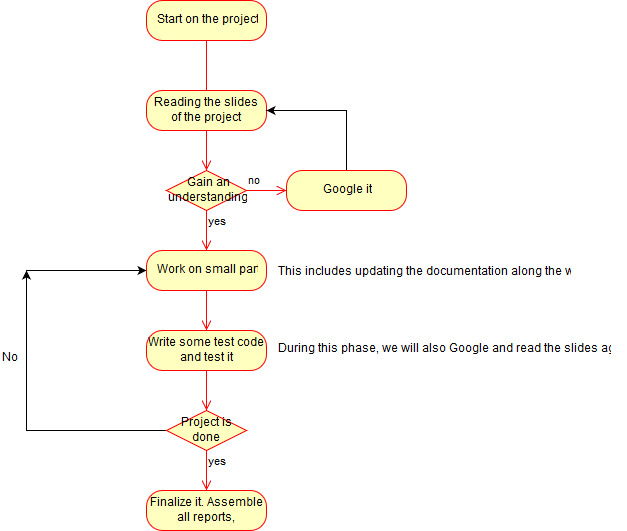 Start on the project
Reading the slides
of the project
Gain an
understanding
no
Google it
yes
Work on small par
This includes updating the documentation along the w
Write some test code
and test it
During this phase, we will also Google and read the slides ag
No
Project is
done
yes
Finalize it. Assemble
all reports,